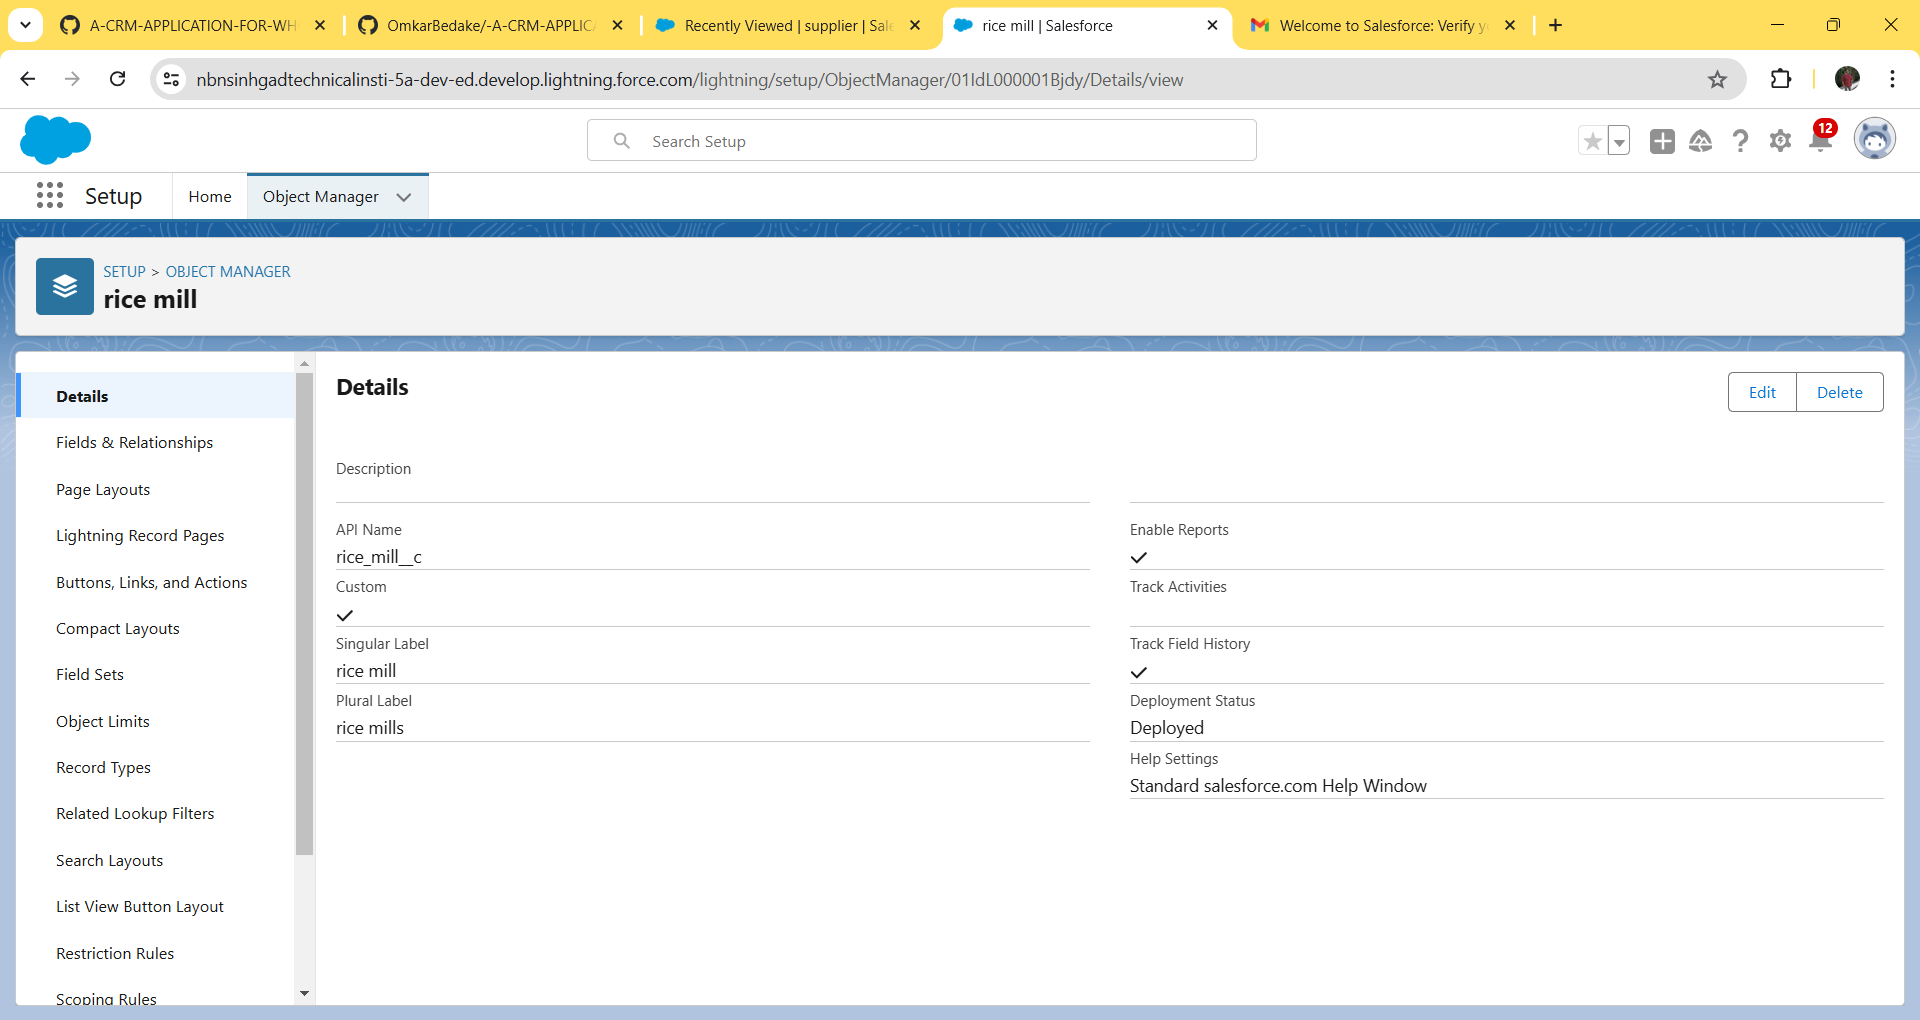 A-CRM-APPLICATION-FOR-WH
OmkarBedake/-A-CRM-APPLICA
Recently Viewed | supplier | Sale
rice mill | Salesforce
Welcome to Salesforce: Verify yo
nbnsinhgadtechnicalinsti-5a-dev-ed.develop.lightning.force.com/lightning/setup/ObjectManager/01IdL000001Bjdy/Details/view
Search Setup
12
Setup
Home
Object Manager
SETUP > OBJECT MANAGER
rice mill
Details
Fields & Relationships
Page Layouts
Lightning Record Pages
Buttons, Links, and Actions
Compact Layouts
Field Sets
Object Limits
Record Types
Related Lookup Filters
Search Layouts
List View Button Layout
Restriction Rules
Scoping Rules
Details
Edit
Delete
Description
API Name
rice_mill__c
Custom
Singular Label
rice mill
Plural Label
rice mills
Enable Reports
Track Activities
Track Field History
Deployment Status
Deployed
Help Settings
Standard salesforce.com Help Window